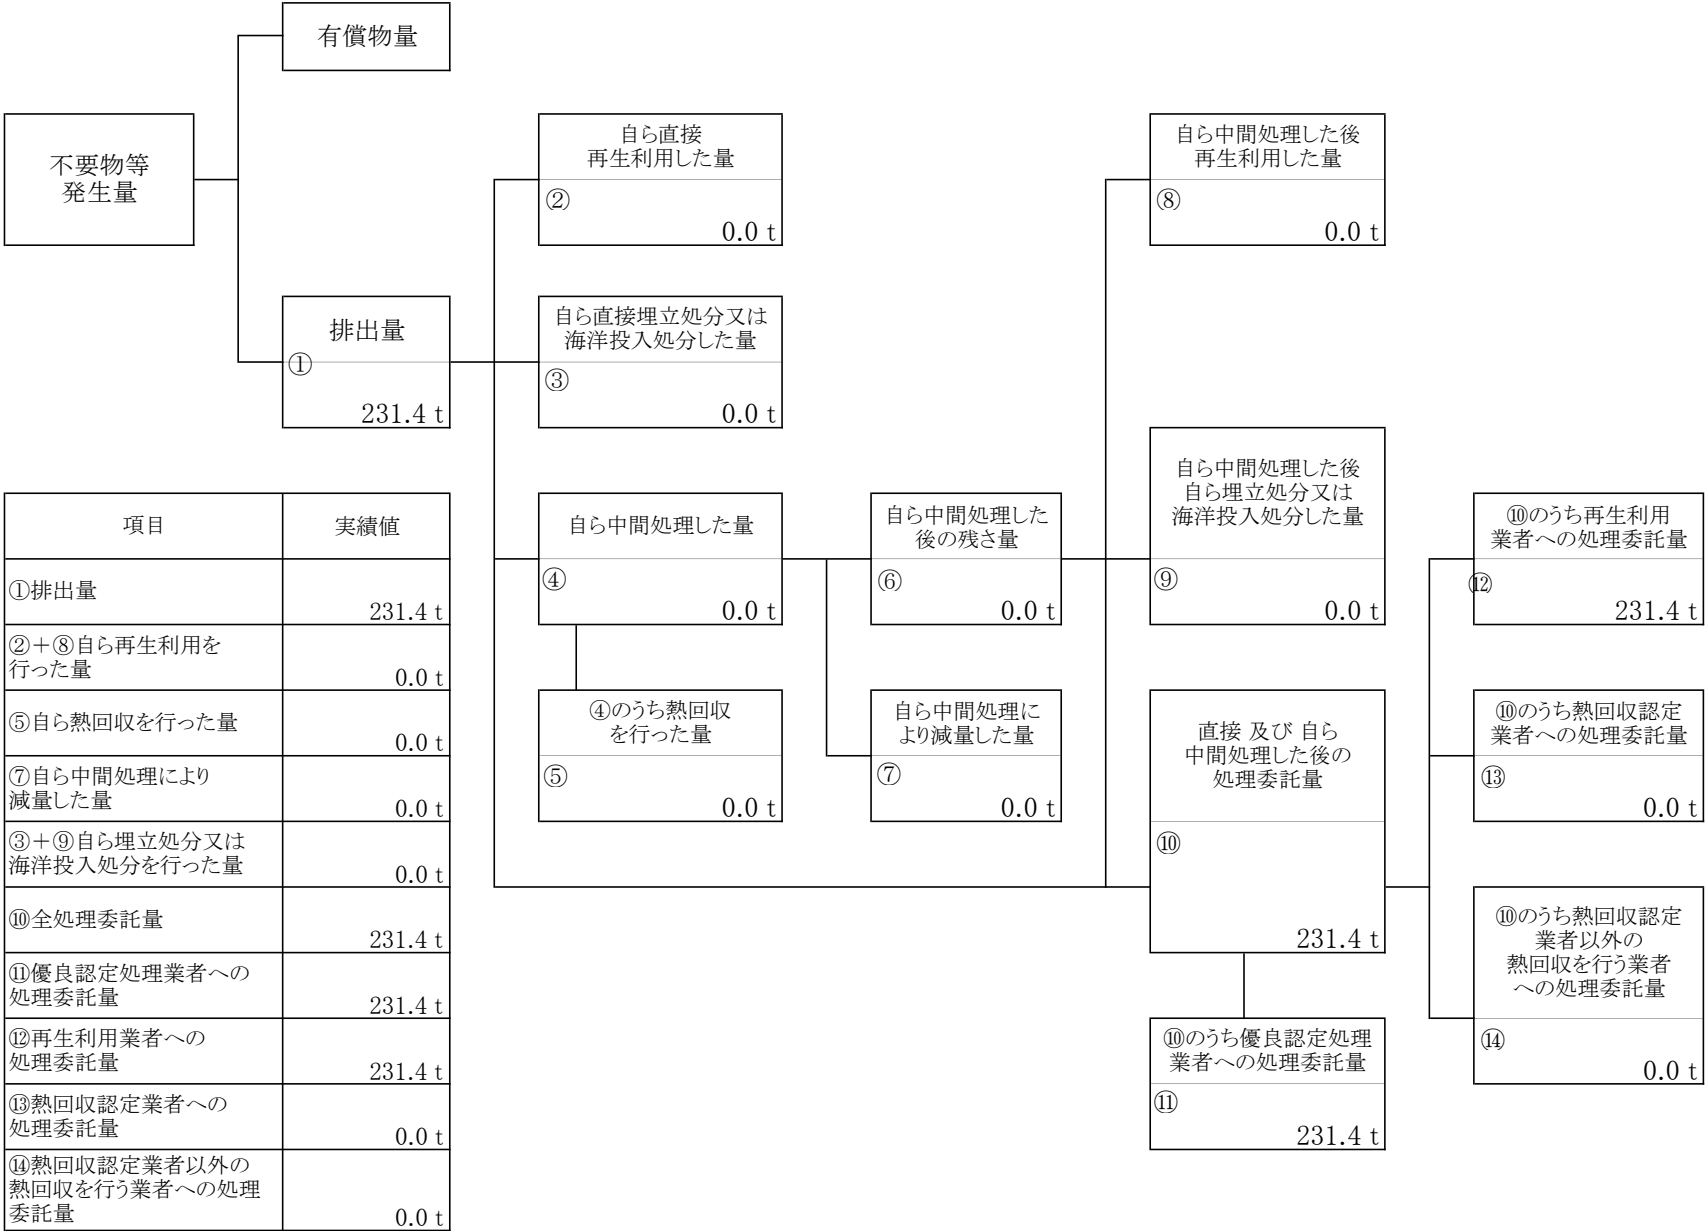 有償物量
不要物等
発生量
自ら直接
再生利用した量
②
0.0 t
自ら中間処理した後
再生利用した量
⑧
0.0 t
排出量
①
231.4 t
自ら直接埋立処分又は
海洋投入処分した量
③
0.0 t
自ら中間処理した量
④
0.0 t
自ら中間処理した
後の残さ量
⑥
0.0 t
自ら中間処理した後
自ら埋立処分又は
海洋投入処分した量
⑨
0.0 t
⑩のうち再生利用
業者への処理委託量
⑫
231.4 t
④のうち熱回収
を行った量
⑤
0.0 t
自ら中間処理に
より減量した量
⑦
0.0 t
直接 及び 自ら
中間処理した後の
処理委託量
⑩
231.4 t
⑩のうち熱回収認定
業者への処理委託量
⑬
0.0 t
⑩のうち熱回収認定
業者以外の
熱回収を行う業者
への処理委託量
⑭
0.0 t
⑩のうち優良認定処理
業者への処理委託量
⑪
231.4 t
項目
実績値
①排出量
231.4 t
②＋⑧自ら再生利用を
行った量
0.0 t
⑤自ら熱回収を行った量
0.0 t
⑦自ら中間処理により
減量した量
0.0 t
③＋⑨自ら埋立処分又は
海洋投入処分を行った量
0.0 t
⑩全処理委託量
231.4 t
⑪優良認定処理業者への
処理委託量
231.4 t
⑫再生利用業者への
処理委託量
231.4 t
⑬熱回収認定業者への
処理委託量
0.0 t
⑭熱回収認定業者以外の
熱回収を行う業者への処理
委託量
0.0 t